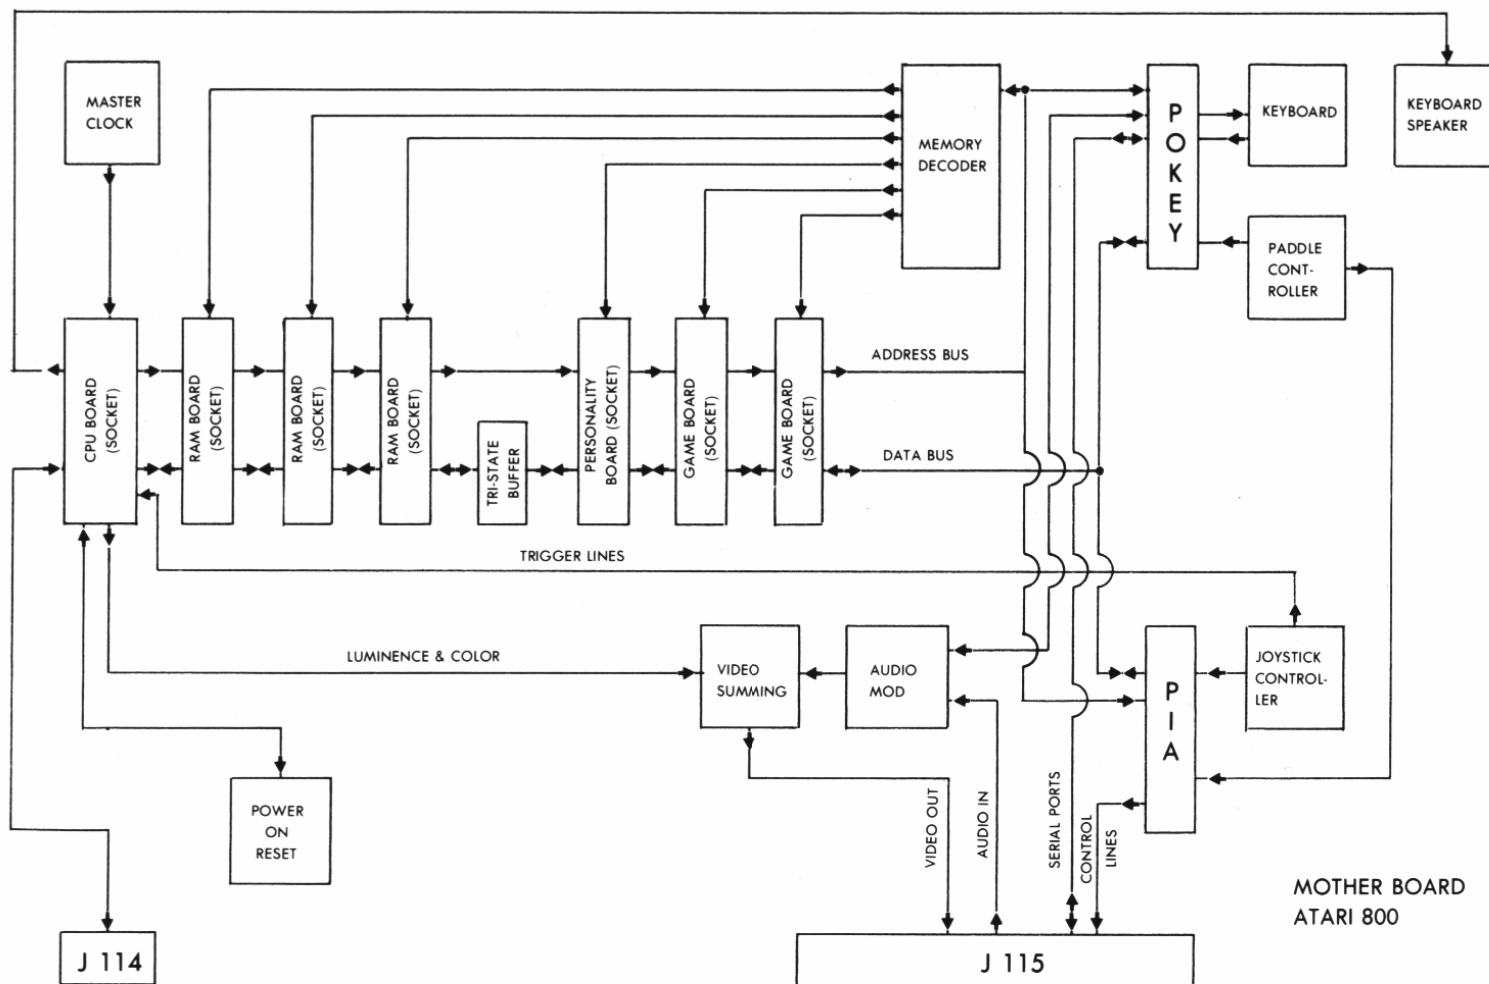 MASTER
CLOCK
MEMORY
DECODER
POKEY
KEYBOARD
KEYBOARD
SPEAKER
PADDLE
CONT-
ROLLER
CPU BOARD
(SOCKET)
RAM BOARD
(SOCKET)
RAM BOARD
(SOCKET)
RAM BOARD
(SOCKET)
TRI-STATE
BUFFER
PERSONALITY
BOARD (SOCKET)
GAME BOARD
(SOCKET)
GAME BOARD
(SOCKET)
ADDRESS BUS
DATA BUS
TRIGGER LINES
LUMINENCE & COLOR
VIDEO
SUMMING
AUDIO
MOD
PIA
JOYSTICK
CONTROL-
LER
POWER
ON
RESET
VIDEO OUT
AUDIO IN
SERIAL PORTS
CONTROL
LINES
MOTHER BOARD
ATARI 800
J 114
J 115